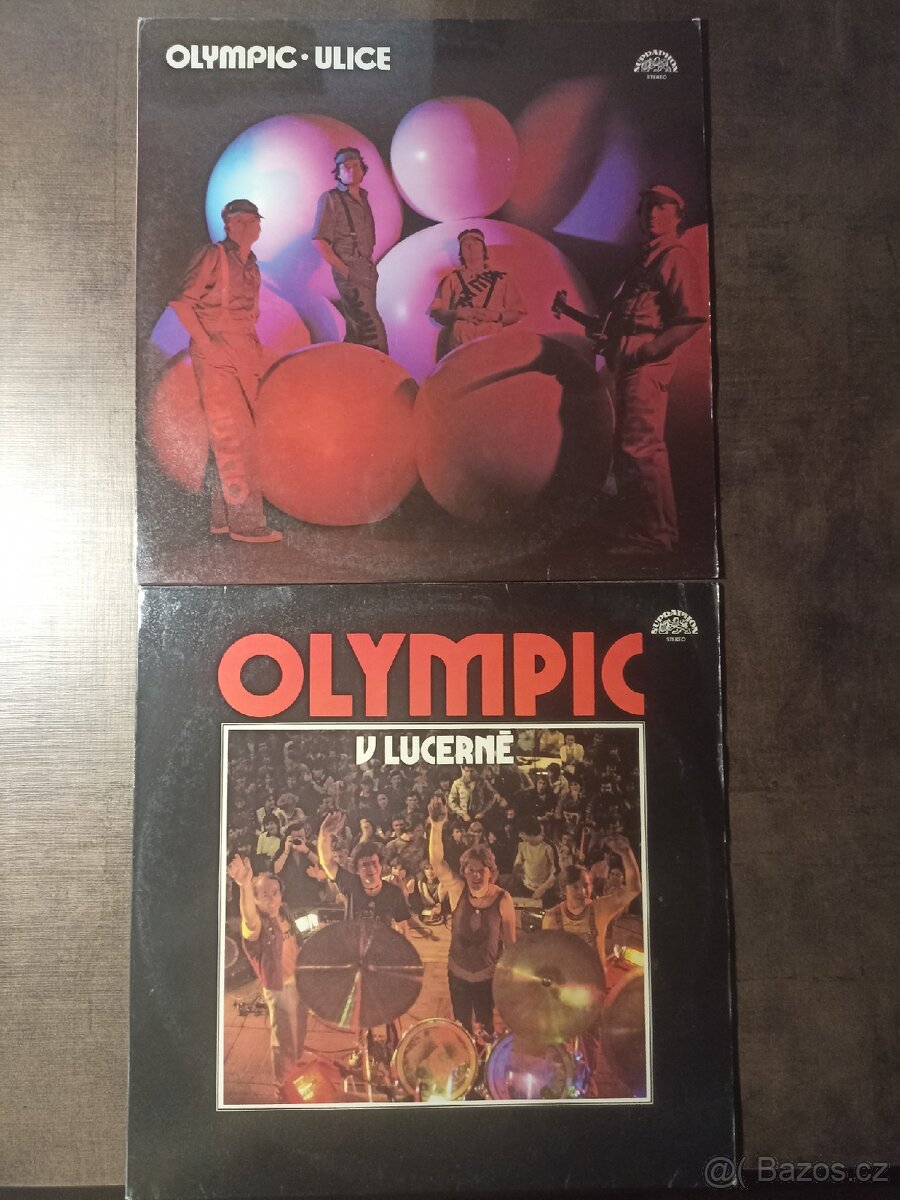 OLYMPIC · ULICE
SUPRAPHON
STEREO
OLYMPIC
SUPRAPHON
STEREO
V LUCERNĚ
@( Bazos.cz